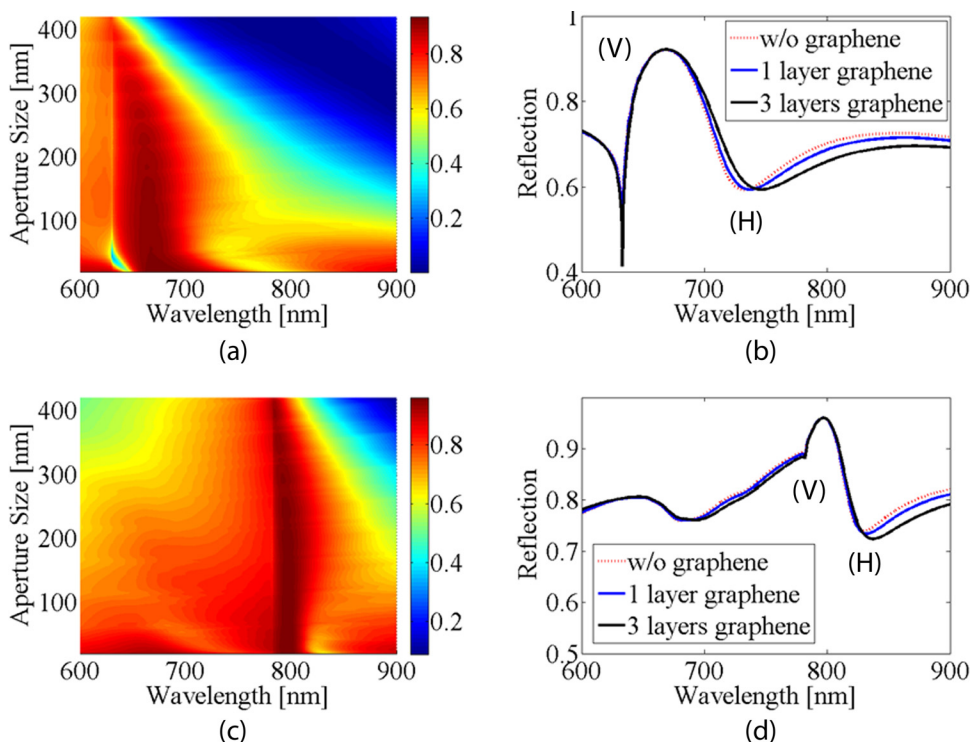 400
300
200
100
Aperture Size [nm]
600 700 800 900
Wavelength [nm]
0.8
0.6
0.4
0.2
(a)
1
0.8
0.6
0.4
Reflection
(V)
w/o graphene
1 layer graphene
3 layers graphene
(H)
600 700 800 900
Wavelength [nm]
(b)
400
300
200
100
Aperture Size [nm]
600 700 800 900
Wavelength [nm]
0.8
0.6
0.4
0.2
(c)
0.9
0.8
0.7
0.6
0.5
Reflection
(V)
(H)
w/o graphene
1 layer graphene
3 layers graphene
600 700 800 900
Wavelength [nm]
(d)